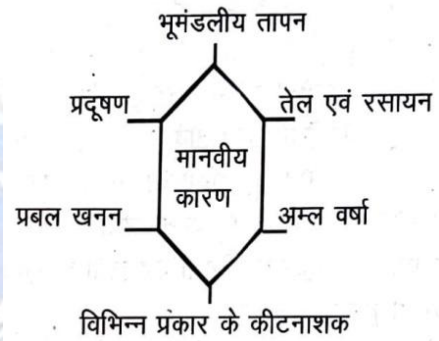 भूमंडलीय तापन
प्रदूषण
तेल एवं रसायन
मानवीय
कारण
प्रबल खनन
अम्ल वर्षा
विभिन्न प्रकार के कीटनाशक